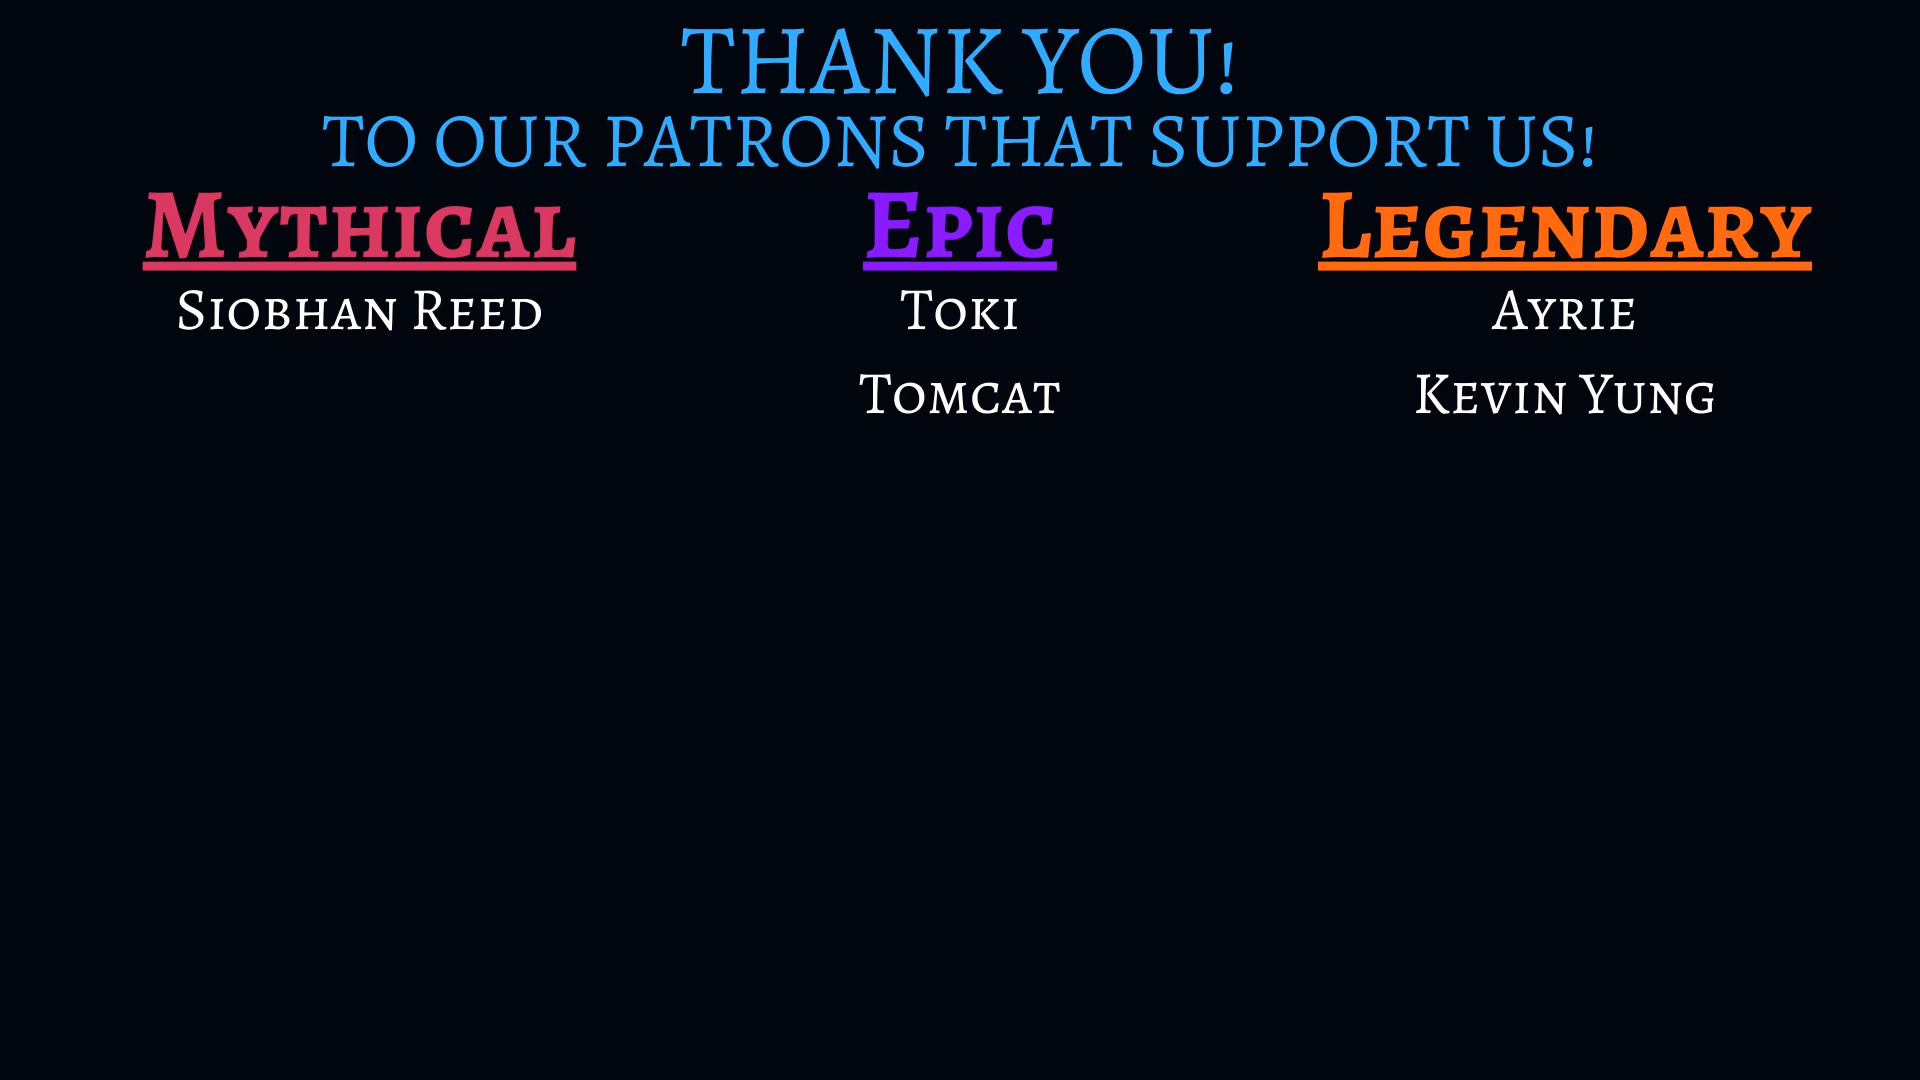 THANK YOU!
TO OUR PATRONS THAT SUPPORT US!
Mythical Epic Legendary
Siobhan Reed Toki Ayrie
Tomcat Kevin Yung